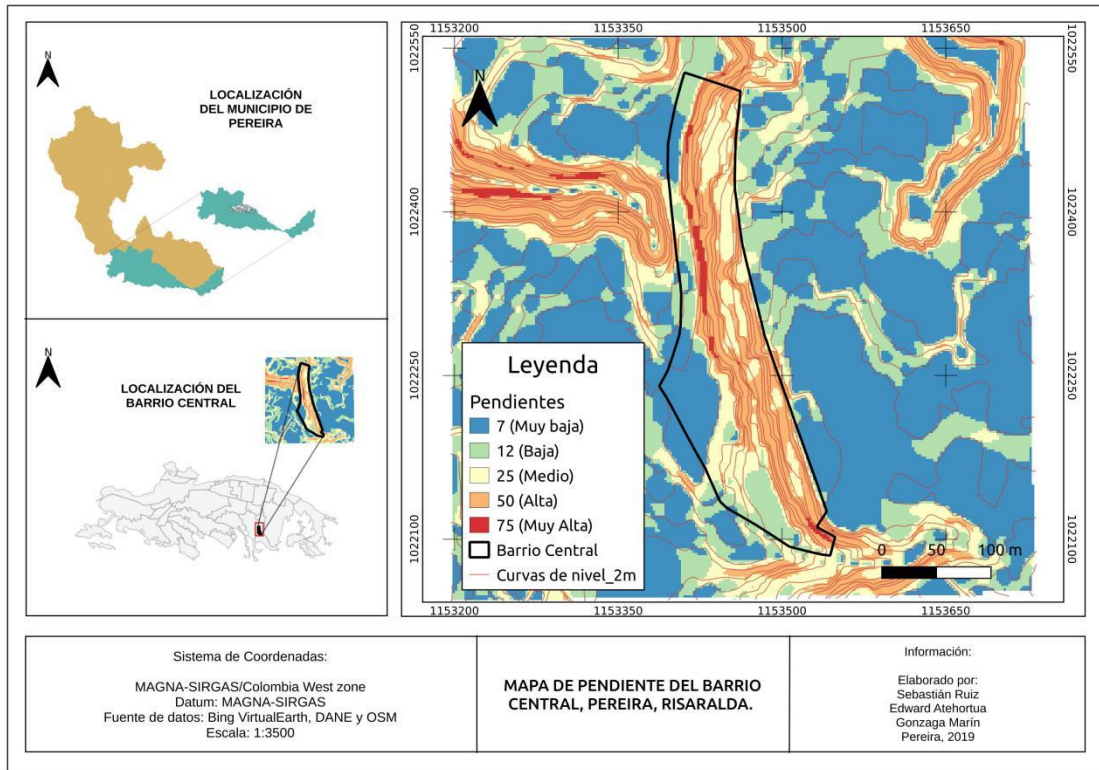 N
LOCALIZACIÓN
DEL MUNICIPIO DE
PEREIRA
N
LOCALIZACIÓN DEL
BARRIO CENTRAL
1153200
1153350
1153500
1153650
1022550
1022550
N
1022400
1022400
1022250
1022250
1022100
1022100
Leyenda
Pendientes
7 (Muy baja)
12 (Baja)
25 (Medio)
50 (Alta)
75 (Muy Alta)
Barrio Central
Curvas de nivel_2m
0 50 100 m
1153200
1153350
1153500
1153650
Sistema de Coordenadas:
MAGNA-SIRGAS/Colombia West zone
Datum: MAGNA-SIRGAS
Fuente de datos: Bing VirtualEarth, DANE y OSM
Escala: 1:3500
MAPA DE PENDIENTE DEL BARRIO
CENTRAL, PEREIRA, RISARALDA.
Información:
Elaborado por:
Sebastián Ruiz
Edward Atehortua
Gonzaga Marín
Pereira, 2019